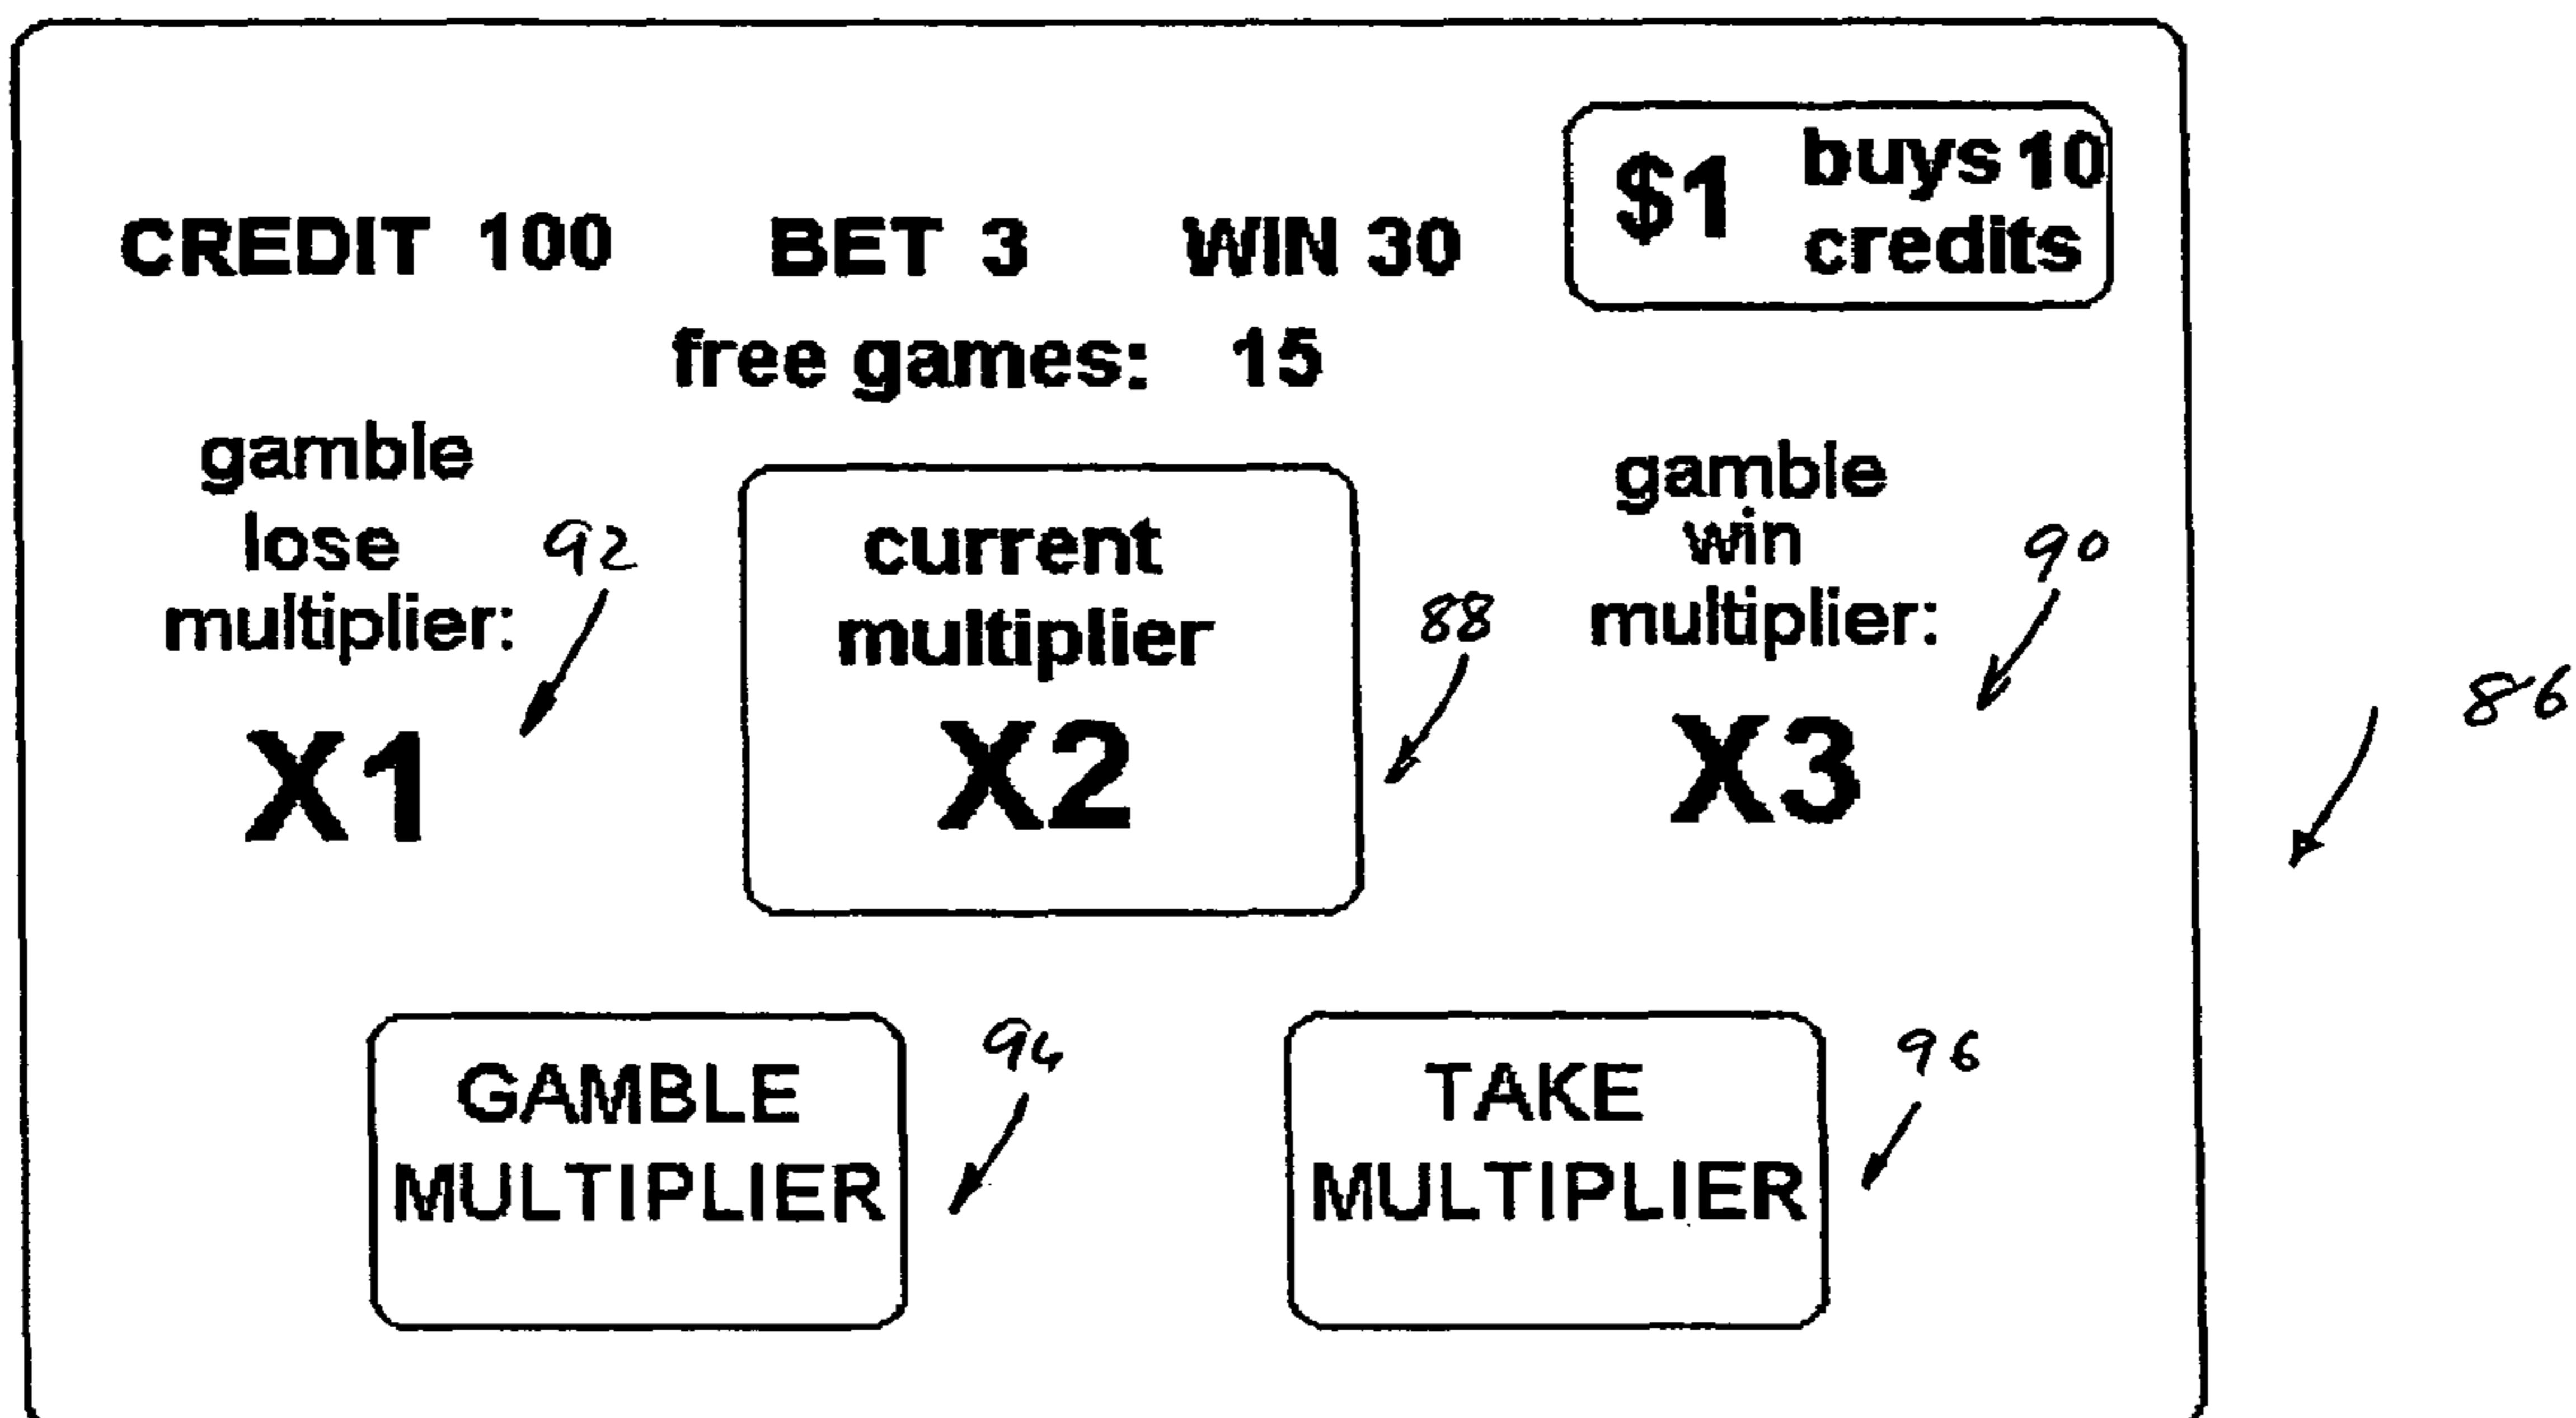 $1 buys 10
credits
CREDIT 100 BET 3 WIN 30
free games: 15
gamble
lose
multiplier:
X1
92
current
multiplier
X2
88
gamble
win
multiplier:
X3
90
86
GAMBLE
MULTIPLIER
94
TAKE
MULTIPLIER
96